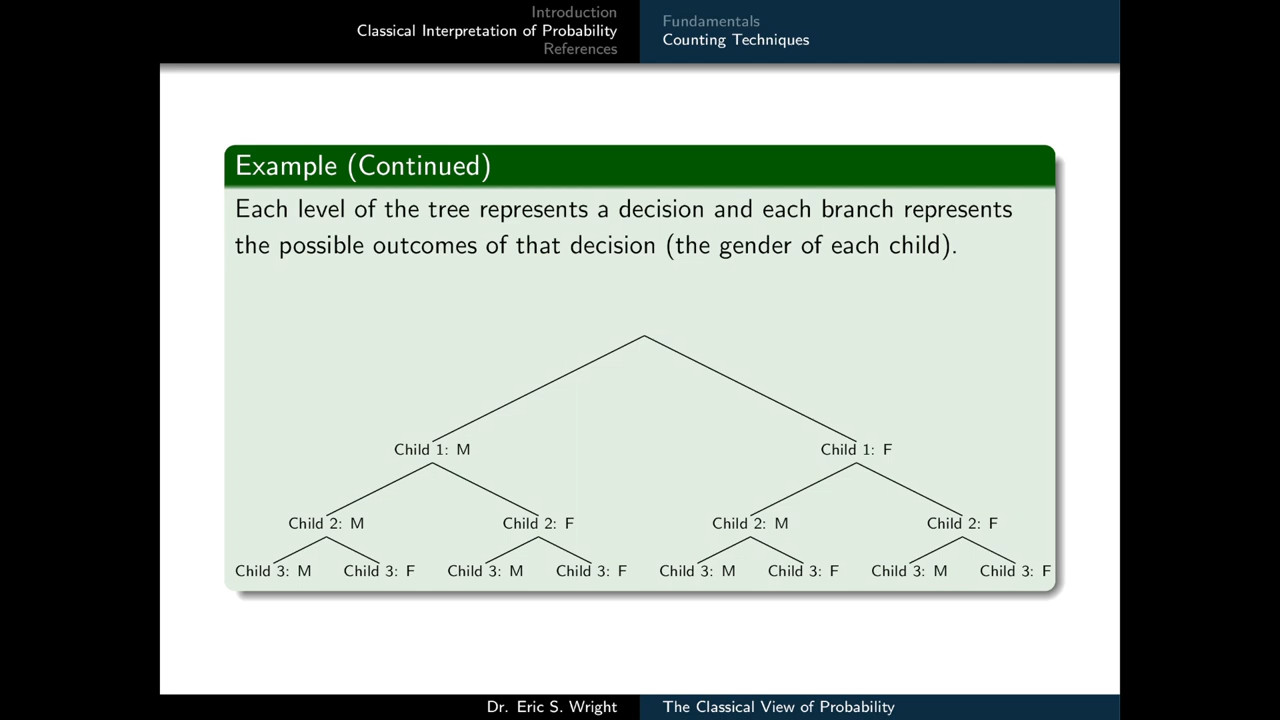 Introduction
Classical Interpretation of Probability
References
Fundamentals
Counting Techniques
Example (Continued)
Each level of the tree represents a decision and each branch represents
the possible outcomes of that decision (the gender of each child).
Child 1: M Child 1: F
Child 2: M Child 2: F Child 2: M Child 2: F
Child 3: M Child 3: F Child 3: M Child 3: F Child 3: M Child 3: F Child 3: M Child 3: F
Dr. Eric S. Wright The Classical View of Probability